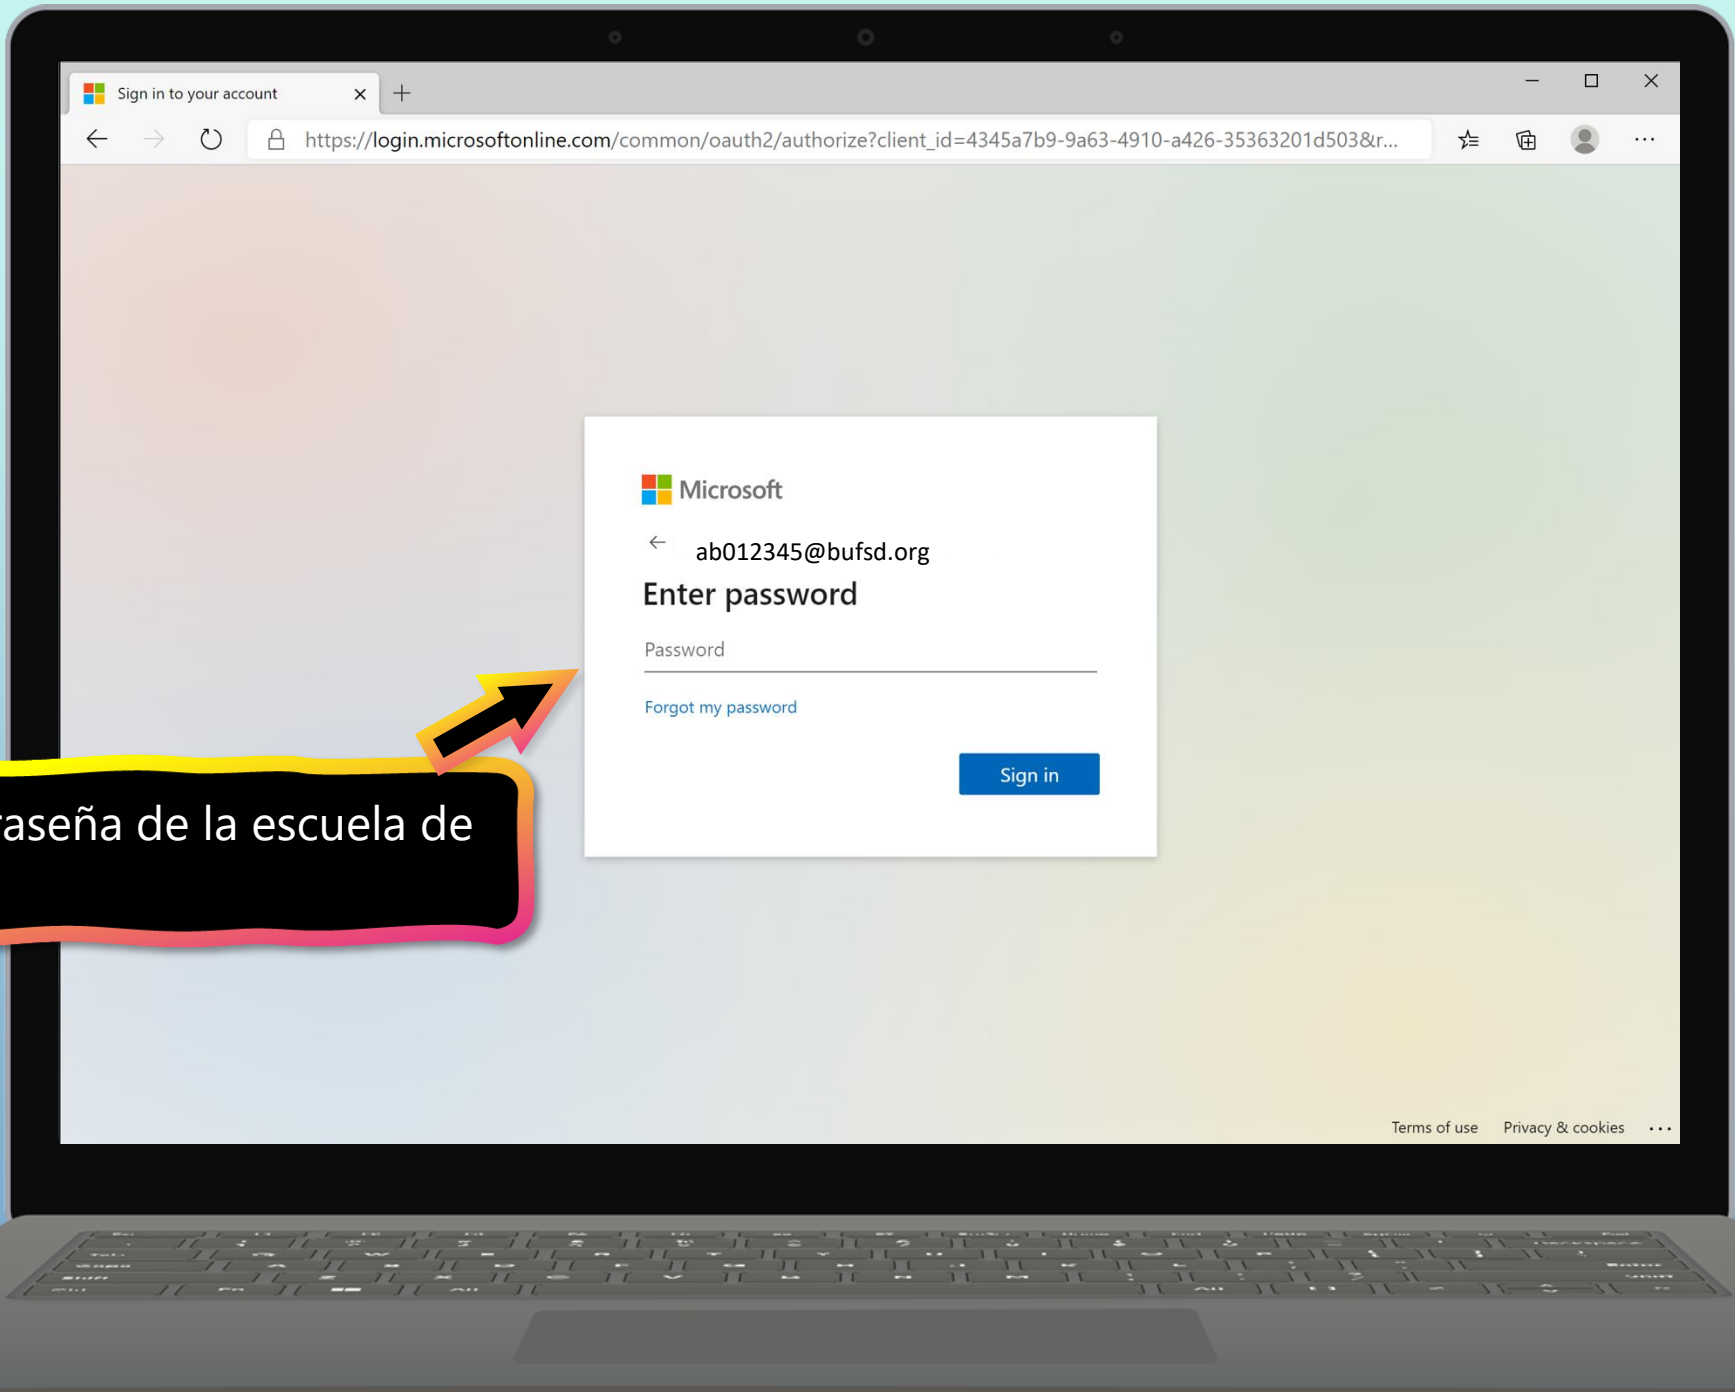 Sign in to your account
https://login.microsoftonline.com/common/oauth2/authorize?client_id=4345a7b9-9a63-4910-a426-35363201d503&r...
Microsoft
ab012345@bufsd.org
Enter password
Password
Forgot my password
Sign in
raseña de la escuela de
Terms of use Privacy & cookies ...